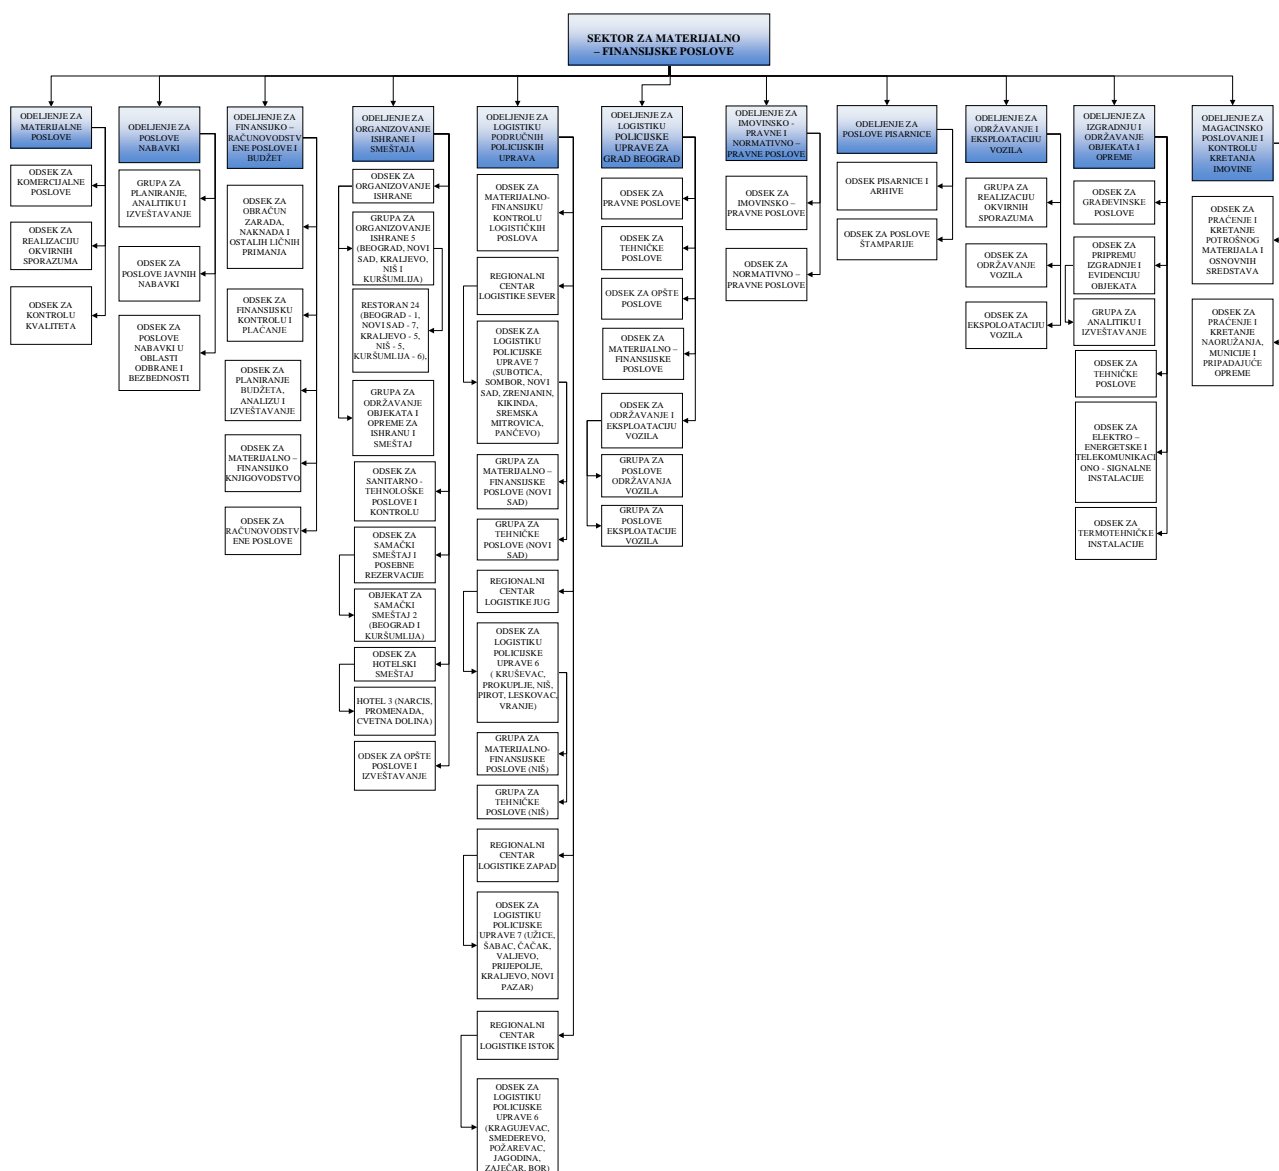 SEKTOR ZA MATERIJALNO
– FINANSIJSKE POSLOVE
ODELJENJE ZA
MATERIJALNE
POSLOVE
ODSEK ZA
KOMERCIJALNE
POSLOVE
ODSEK ZA
REALIZACIJU
OKVIRNIH
SPORAZUMA
ODSEK ZA
KONTROLU
KVALITETA
ODELJENJE ZA
POSLOVE
NABAVKI
GRUPA ZA
PLANIRANJE,
ANALITIKU I
IZVEŠTAVANJE
ODSEK ZA
POSLOVE JAVNIH
NABAVKI
ODSEK ZA
POSLOVE
NABAVKI U
OBLASTI
ODBRANE I
BEZBEDNOSTI
ODELJENJE ZA
FINANSIJKO –
RAČUNOVODSTV
ENE POSLOVE I
BUDŽET
ODSEK ZA
OBRAČUN
ZARADA,
NAKNADA I
OSTALIH LIČNIH
PRIMANJA
ODSEK ZA
FINANSIJSKU
KONTROLU I
PLAĆANJE
ODSEK ZA
PLANIRANJE
BUDŽETA,
ANALIZU I
IZVEŠTAVANJE
ODSEK ZA
MATERIJALNO –
FINANSIJKO
KNJIGOVODSTVO
ODSEK ZA
RAČUNOVODSTV
ENE POSLOVE
ODELJENJE ZA
ORGANIZOVANJE
ISHRANE I
SMEŠTAJA
ODSEK ZA
ORGANIZOVANJE
ISHRANE
GRUPA ZA
ORGANIZOVANJE
ISHRANE 5
(BEOGRAD, NOVI
SAD, KRALJEVO,
NIŠ I
KURŠUMLIJA)
RESTORAN 24
(BEOGRAD - 1,
NOVI SAD - 7,
KRALJEVO - 5,
NIŠ - 5,
KURŠUMLIJA - 6),
GRUPA ZA
ODRŽAVANJE
OBJEKATA I
OPREME ZA
ISHRANU I
SMEŠTAJ
ODSEK ZA
SANITARNO -
TEHNOLOŠKE
POSLOVE I
KONTROLU
ODSEK ZA
SAMAČKI
SMEŠTAJ I
POSEBNE
REZERVACIJE
OBJEKAT ZA
SAMAČKI
SMEŠTAJ 2
(BEOGRAD I
KURŠUMLIJA)
ODSEK ZA
HOTELSKI
SMEŠTAJ
HOTEL 3 (NARCIS,
PROMENADA,
CVETNA DOLINA)
ODSEK ZA OPŠTE
POSLOVE I
IZVEŠTAVANJE
ODELJENJE ZA
LOGISTIKU
PODRUČNIH
POLICIJSKIH
UPRAVA
ODSEK ZA
MATERIJALNO-
FINANSIJKU
KONTROLU
LOGISTIČKIH
POSLOVA
REGIONALNI
CENTAR
LOGISTIKE SEVER
ODSEK ZA
LOGISTIKU
POLICIJSKE
UPRAVE 7
(SUBOTICA,
SOMBOR, NOVI
SAD, ZRENJANIN,
KIKINDA,
SREMSKA
MITROVICA,
PANČEVO)
GRUPA ZA
MATERIJALNO –
FINANSIJSKE
POSLOVE (NOVI
SAD)
GRUPA ZA
TEHNIČKE
POSLOVE (NOVI
SAD)
REGIONALNI
CENTAR
LOGISTIKE JUG
ODSEK ZA
LOGISTIKU
POLICIJSKE
UPRAVE 6
( KRUŠEVAC,
PROKUPLJE, NIŠ,
PIROT, LESKOVAC,
VRANJE)
GRUPA ZA
MATERIJALNO-
FINANSIJSKE
POSLOVE (NIŠ)
GRUPA ZA
TEHNIČKE
POSLOVE (NIŠ)
REGIONALNI
CENTAR
LOGISTIKE ZAPAD
ODSEK ZA
LOGISTIKU
POLICIJSKE
UPRAVE 7 (UŽICE,
ŠABAC, ČAČAK,
VALJEVO,
PRIJEPOLJE,
KRALJEVO, NOVI
PAZAR)
REGIONALNI
CENTAR
LOGISTIKE ISTOK
ODSEK ZA
LOGISTIKU
POLICIJSKE
UPRAVE 6
(KRAGUJEVAC,
SMEDEREVO,
POŽAREVAC,
JAGODINA,
ZAJEČAR, BOR)
ODELJENJE ZA
LOGISTIKU
POLICIJSKE
UPRAVE ZA
GRAD BEOGRAD
ODSEK ZA
PRAVNE POSLOVE
ODSEK ZA
TEHNIČKE
POSLOVE
ODSEK ZA OPŠTE
POSLOVE
ODSEK ZA
MATERIJALNO –
FINANSIJSKE
POSLOVE
ODSEK ZA
ODRŽAVANJE I
EKSPLOATACIJU
VOZILA
GRUPA ZA
POSLOVE
ODRŽAVANJA
VOZILA
GRUPA ZA
POSLOVE
EKSPLOATACIJE
VOZILA
ODELJENJE ZA
IMOVINSKO -
PRAVNE I
NORMATIVNO –
PRAVNE POSLOVE
ODSEK ZA
IMOVINSKO –
PRAVNE POSLOVE
ODSEK ZA
NORMATIVNO –
PRAVNE POSLOVE
ODELJENJE ZA
POSLOVE PISARNICE
ODSEK PISARNICE I
ARHIVE
ODSEK ZA POSLOVE
ŠTAMPARIJE
ODELJENJE ZA
ODRŽAVANJE I
EKSPLOATACIJU
VOZILA
GRUPA ZA
REALIZACIJU
OKVIRNIH
SPORAZUMA
ODSEK ZA
ODRŽAVANJE
VOZILA
ODSEK ZA
EKSPOLOATACIJU
VOZILA
ODELJENJE ZA
IZGRADNJU I
ODRŽAVANJE
OBJEKATA I
OPREME
ODSEK ZA
GRAĐEVINSKE
POSLOVE
ODSEK ZA
PRIPREMU
IZGRADNJE I
EVIDENCIJU
OBJEKATA
GRUPA ZA
ANALITIKU I
IZVEŠTAVANJE
ODSEK ZA
TEHNIČKE
POSLOVE
ODSEK ZA
ELEKTRO –
ENERGETSKE I
TELEKOMUNIKACI
ONO - SIGNALNE
INSTALACIJE
ODSEK ZA
TERMOTEHNIČKE
INSTALACIJE
ODELJENJE ZA
MAGACINSKO
POSLOVANJE I
KONTROLU
KRETANJA
IMOVINE
ODSEK ZA
PRAĆENJE I
KRETANJE
POTROŠNOG
MATERIJALA I
OSNOVNIH
SREDSTAVA
ODSEK ZA
PRAĆENJE I
KRETANJE
NAORUŽANJA,
MUNICIJE I
PRIPADAJUĆE
OPREME